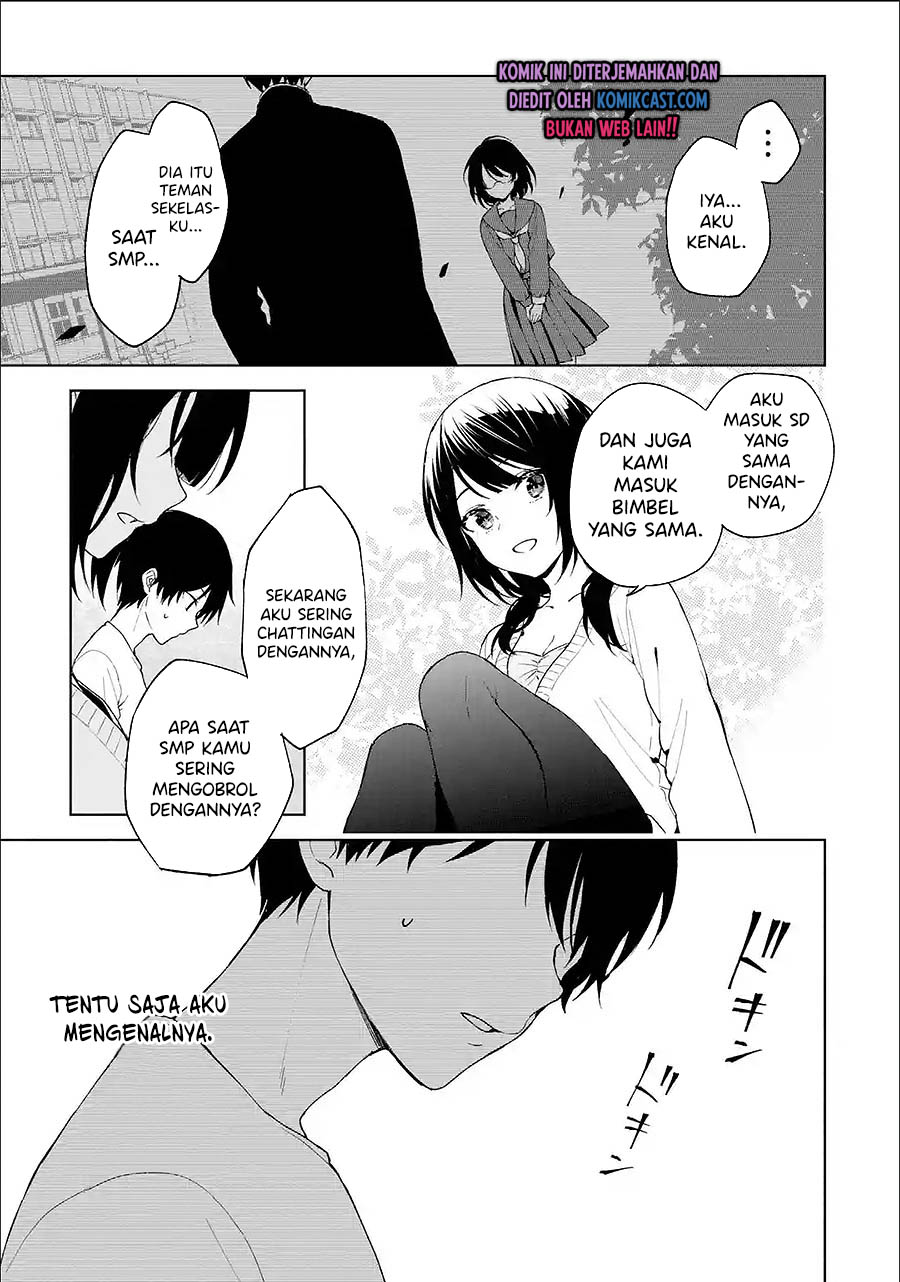 KOMIK INI DITERJEMAHKAN DAN
DIEDIT OLEH KOMIKCAST.COM
BUKAN WEB LAIN!!
...
IYA...
AKU
KENAL.
DIA ITU
TEMAN
SEKELAS-
KU...
SAAT
SMP...
AKU
MASUK SD
YANG
SAMA
DENGAN-
NYA,
DAN JUGA
KAMI
MASUK
BIMBEL
YANG SAMA.
SEKARANG
AKU SERING
CHATTINGAN
DENGANNYA,
APA SAAT
SMP KAMU
SERING
MENGOBROL
DENGANNYA?
ドキン
ドキン
TENTU SAJA AKU
MENGENALNYA.